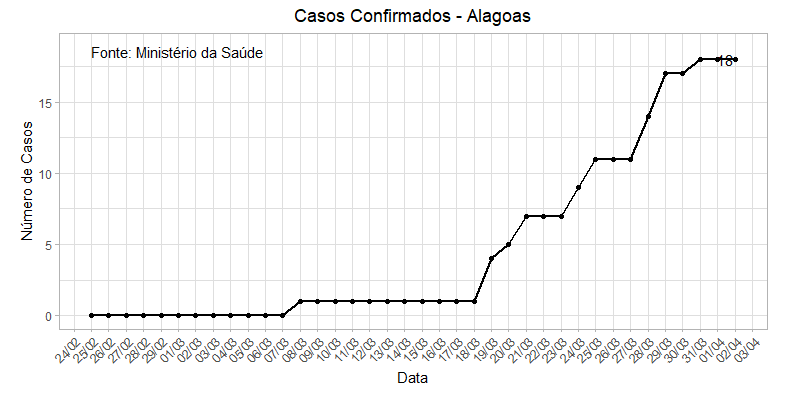 Casos Confirmados - Alagoas
Fonte: Ministério da Saúde
18
Número de Casos
15
10
5
0
24/02 25/02 26/02 27/02 28/02 29/02 01/03 02/03 03/03 04/03 05/03 06/03 07/03 08/03 09/03 10/03 11/03 12/03 13/03 14/03 15/03 16/03 17/03 18/03 19/03 20/03 21/03 22/03 23/03 24/03 25/03 26/03 27/03 28/03 29/03 30/03 31/03 01/04 02/04 03/04
Data